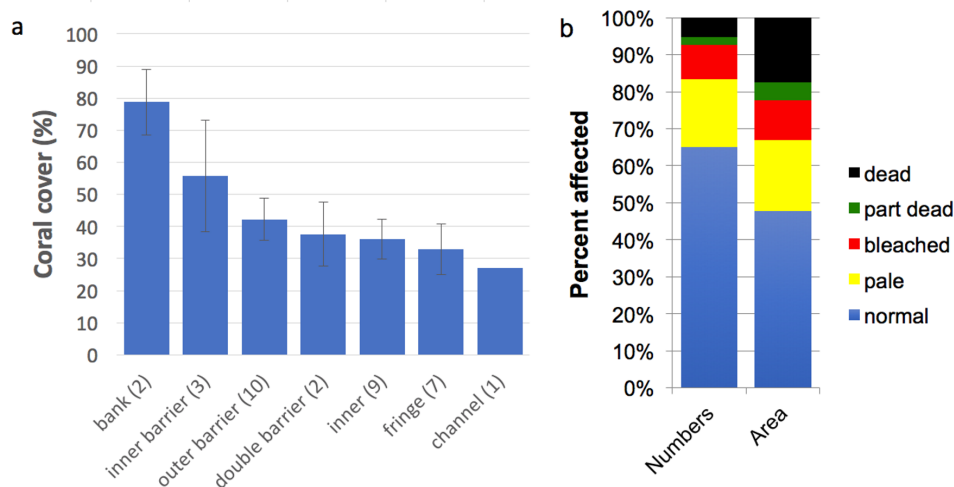 a
Coral cover (%)
100
90
80
70
60
50
40
30
20
10
0
bank (2)
inner barrier (3)
outer barrier (10)
double barrier (2)
inner (9)
fringe (7)
channel (1)
b
Percent affected
100%
90%
80%
70%
60%
50%
40%
30%
20%
10%
0%
Numbers
Area
dead
part dead
bleached
pale
normal